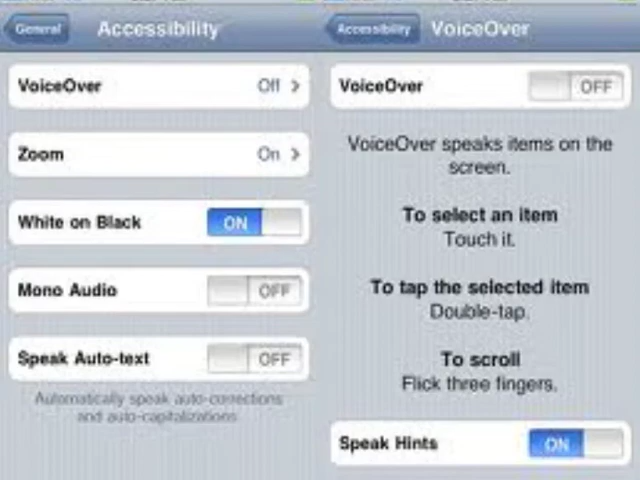 General
Accessibility
VoiceOver Off
Zoom On
White on Black ON
Mono Audio OFF
Speak Auto-text OFF
Automatically speak auto-corrections
and auto-capitalizations
Accessibility
VoiceOver
VoiceOver OFF
VoiceOver speaks items on the
screen.
To select an item
Touch it.
To tap the selected item
Double-tap.
To scroll
Flick three fingers.
Speak Hints ON